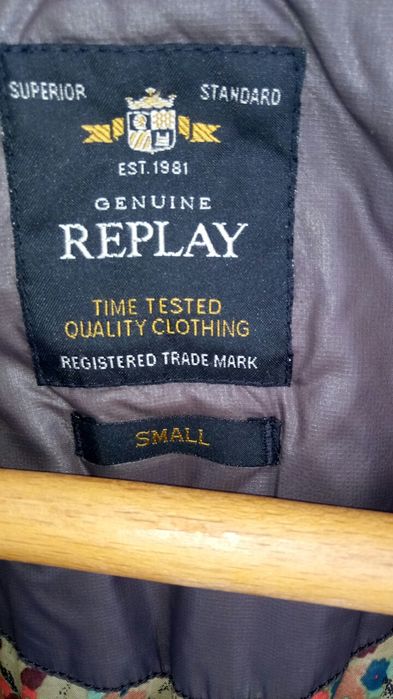 SUPERIOR STANDARD
EST.1981
GENUINE
REPLAY
TIME TESTED
QUALITY CLOTHING
REGISTERED TRADE MARK
SMALL